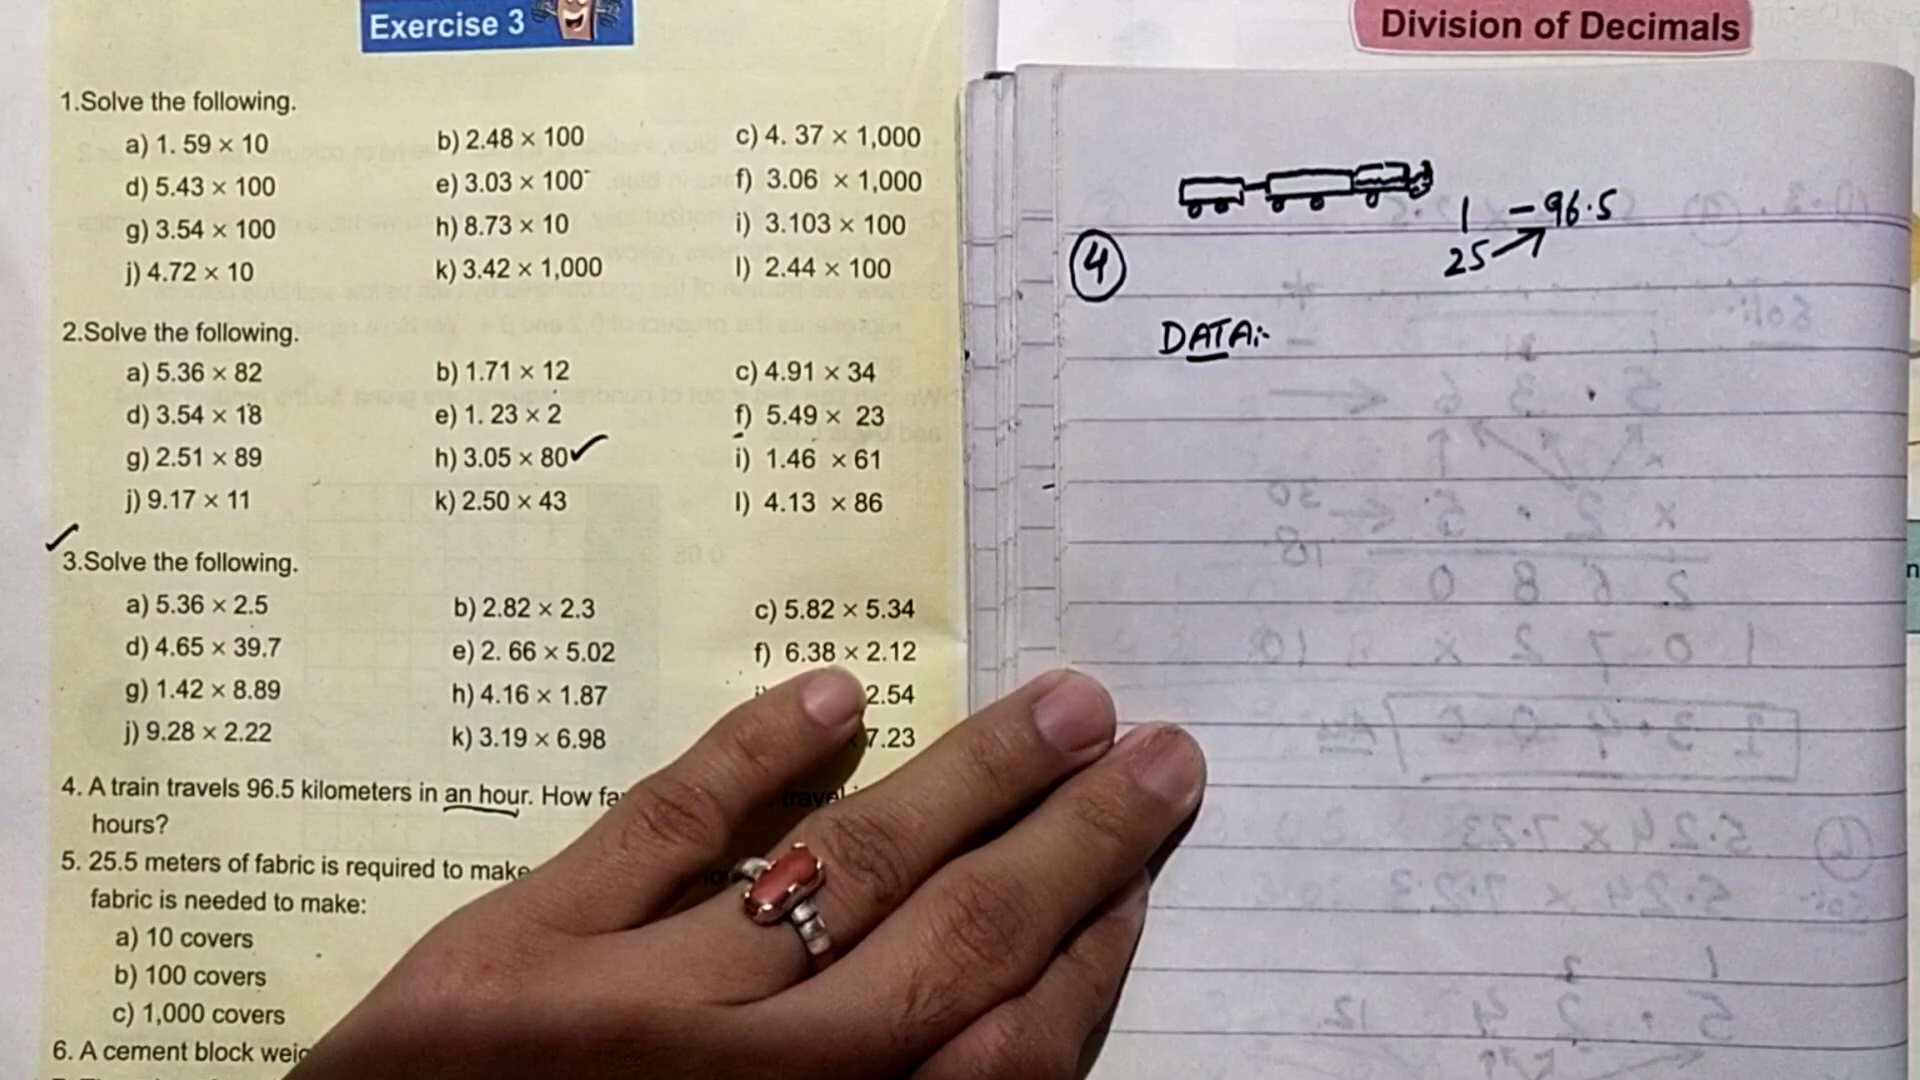 Exercise 3
1.Solve the following.
a) 1. 59 × 10 b) 2.48 × 100 c) 4. 37 × 1,000
d) 5.43 × 100 e) 3.03 × 100 f) 3.06 × 1,000
g) 3.54 × 100 h) 8.73 × 10 i) 3.103 × 100
j) 4.72 × 10 k) 3.42 × 1,000 l) 2.44 × 100
2.Solve the following.
a) 5.36 × 82 b) 1.71 × 12 c) 4.91 × 34
d) 3.54 × 18 e) 1. 23 × 2 f) 5.49 × 23
g) 2.51 × 89 h) 3.05 × 80 i) 1.46 × 61
j) 9.17 × 11 k) 2.50 × 43 l) 4.13 × 86
3.Solve the following.
a) 5.36 × 2.5 b) 2.82 × 2.3 c) 5.82 × 5.34
d) 4.65 × 39.7 e) 2. 66 × 5.02 f) 6.38 × 2.12
g) 1.42 × 8.89 h) 4.16 × 1.87 2.54
j) 9.28 × 2.22 k) 3.19 × 6.98 × 7.23
4. A train travels 96.5 kilometers in an hour. How travel
hours?
5. 25.5 meters of fabric is required to make
fabric is needed to make:
a) 10 covers
b) 100 covers
c) 1,000 covers
6. A cement block
Division of Decimals
1 - 96.5
25
4
DATA:-